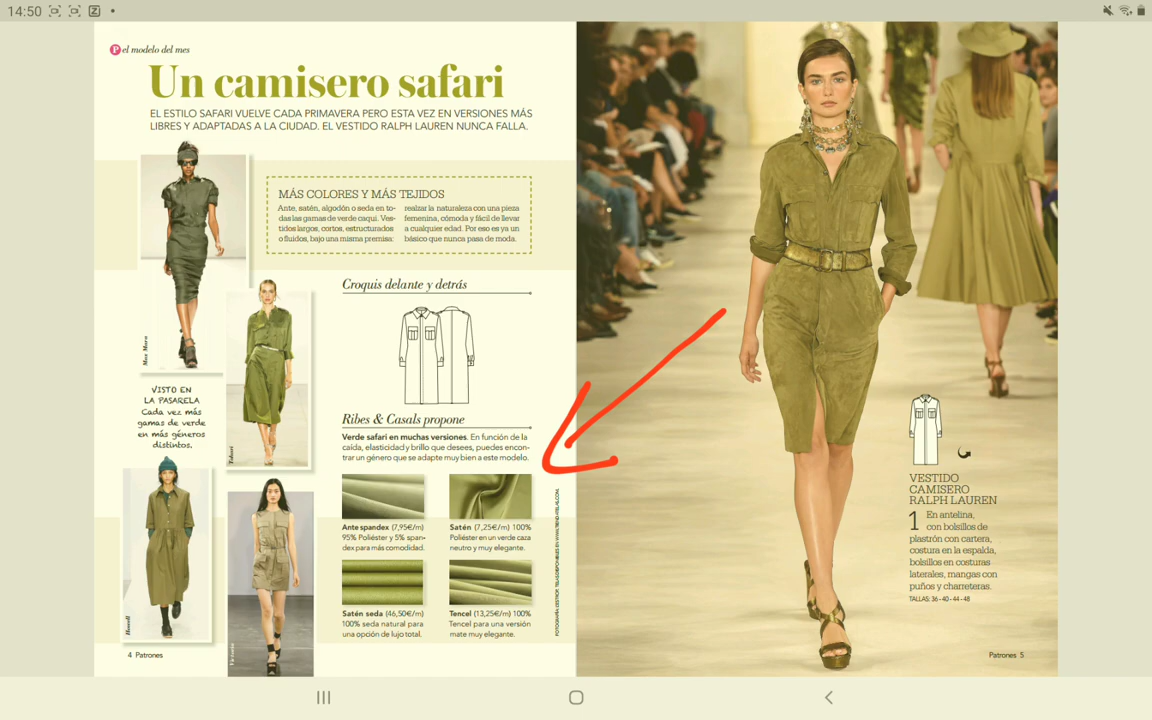 14:50
P el modelo del mes
Un camisero safari
EL ESTILO SAFARI VUELVE CADA PRIMAVERA PERO ESTA VEZ EN VERSIONES MÁS
LIBRES Y ADAPTADAS A LA CIUDAD. EL VESTIDO RALPH LAUREN NUNCA FALLA.
MÁS COLORES Y MÁS TEJIDOS
Ante, satén, algodón o seda en to-
das las gamas de verde caqui. Ves-
tidos largos, cortos, estructurados
o fluidos, bajo una misma premisa:
realzar la naturaleza con una pieza
femenina, cómoda y fácil de llevar
a cualquier edad. Por eso es ya un
básico que nunca pasa de moda.
Max Mara
VISTO EN
LA PASARELA
Cada vez más
gamas de verde
en más géneros
distintos.
Croquis delante y detrás
Ribes & Casals propone
Verde safari en muchas versiones. En función de la
caída, elasticidad y brillo que desees, puedes encon-
trar un género que se adapte muy bien a este modelo.
Ante spandex (7,95€/m)
95% Poliéster y 5% span-
dex para más comodidad.
Satén (7,25€/m) 100%
Poliéster en un verde caza
neutro y muy elegante.
Satén seda (46,50€/m)
100% seda natural para
una opción de lujo total.
Tencel (13,25€/m) 100%
Tencel para una versión
mate muy elegante.
4 Patrones
VESTIDO
CAMISERO
RALPH LAUREN
1 En antelina,
con bolsillos de
plastrón con cartera,
costura en la espalda,
bolsillos en costuras
laterales, mangas con
puños y charreteras.
TALLAS: 36 - 40 - 44 - 48
Patrones 5